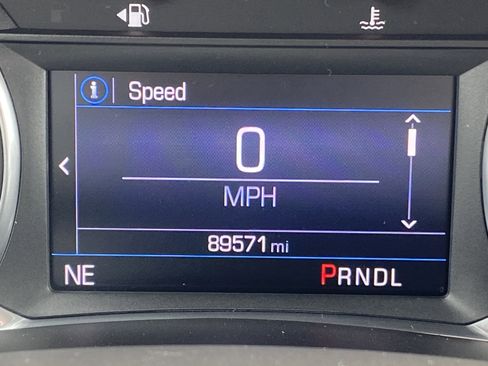 Speed
0
MPH
89571 mi
NE PRNDL